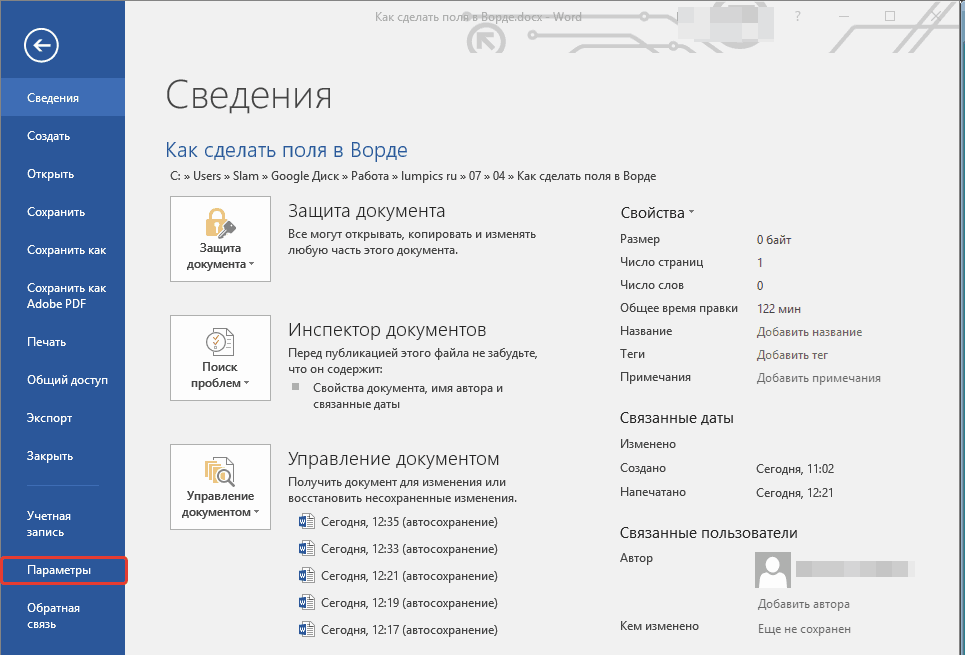 Как сделать поля в Ворде.docx - Word
?
Сведения
Создать
Открыть
Сохранить
Сохранить как
Сохранить как
Adobe PDF
Печать
Общий доступ
Экспорт
Закрыть
Учетная
запись
Параметры
Обратная
связь
Сведения
Как сделать поля в Ворде
C: » Users » Slam » Google Диск » Работа » lumpics ru » 07 » 04 » Как сделать поля в Ворде
Защита
документа
Защита документа
Все могут открывать, копировать и изменять
любую часть этого документа.
Поиск
проблем
Инспектор документов
Перед публикацией этого файла не забудьте,
что он содержит:
Свойства документа, имя автора и
связанные даты
Управление
документом
Управление документом
Получить документ для изменения или
восстановить несохраненные изменения.
Сегодня, 12:35 (автосохранение)
Сегодня, 12:33 (автосохранение)
Сегодня, 12:21 (автосохранение)
Сегодня, 12:19 (автосохранение)
Сегодня, 12:17 (автосохранение)
Свойства
Размер 0 байт
Число страниц 1
Число слов 0
Общее время правки 122 мин
Название Добавить название
Теги Добавить тег
Примечания Добавить примечания
Связанные даты
Изменено
Создано Сегодня, 11:02
Напечатано Сегодня, 12:21
Связанные пользователи
Автор
Добавить автора
Кем изменено Еще не сохранен